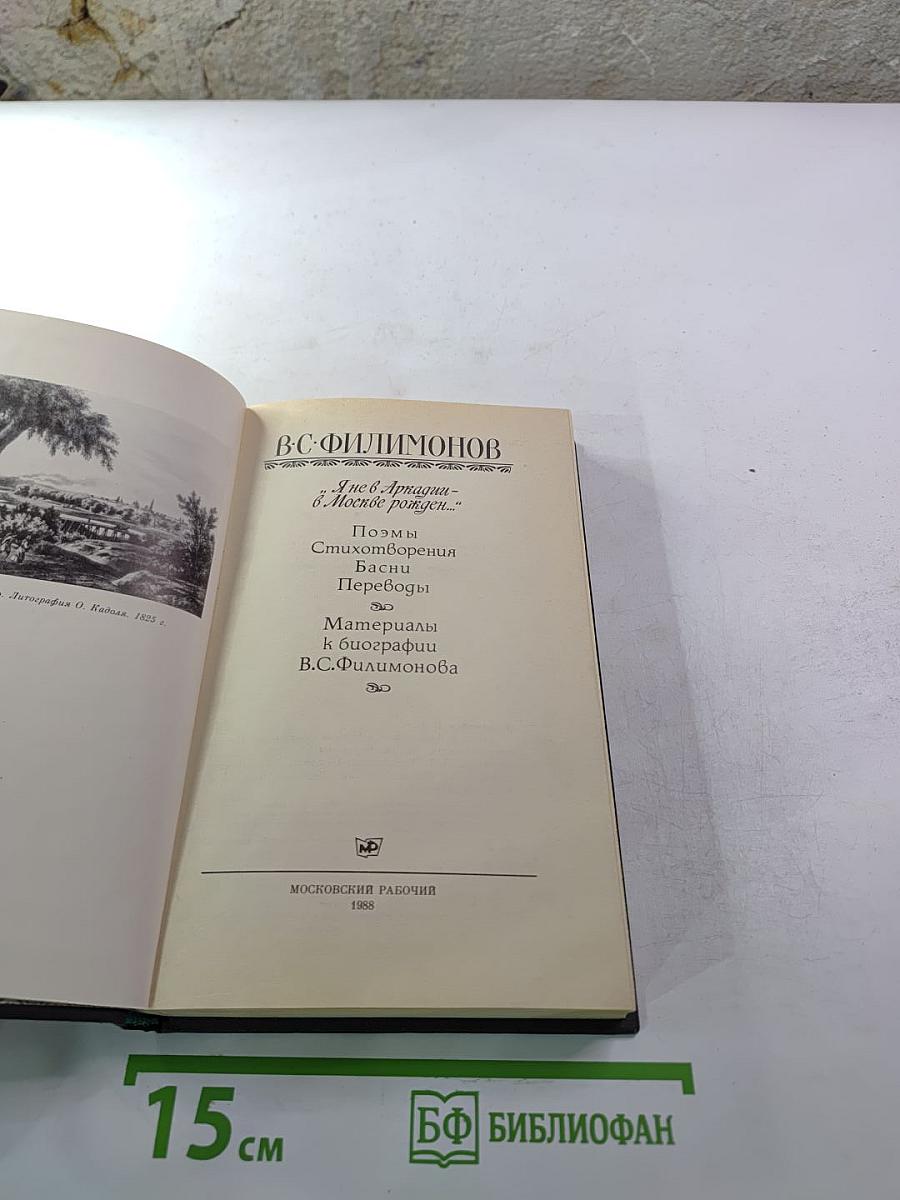 В·С·ФИЛИМОНОВ
„Я не в Аркадии–
в Москве рожден..."
Поэмы
Стихотворения
Басни
Переводы
Материалы
к биографии
В.С.Филимонова
МР
МОСКОВСКИЙ РАБОЧИЙ
1988
Литография О. Кадоля. 1825 г.
15 см
БФ БИБЛИОФАН